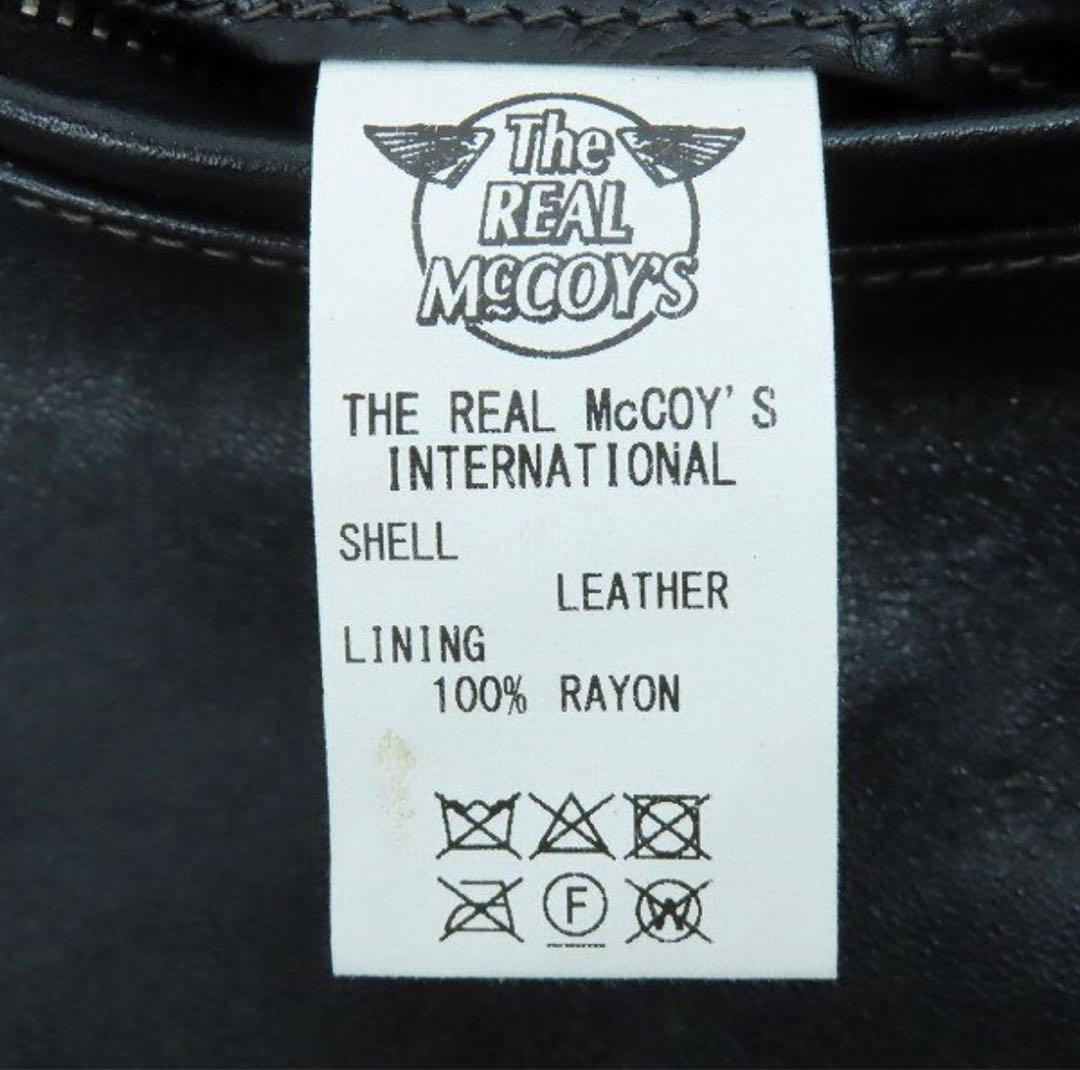 The
REAL
McCOY'S
THE REAL McCOY'S
INTERNATIONAL
SHELL
LEATHER
LINING
100% RAYON
F
W